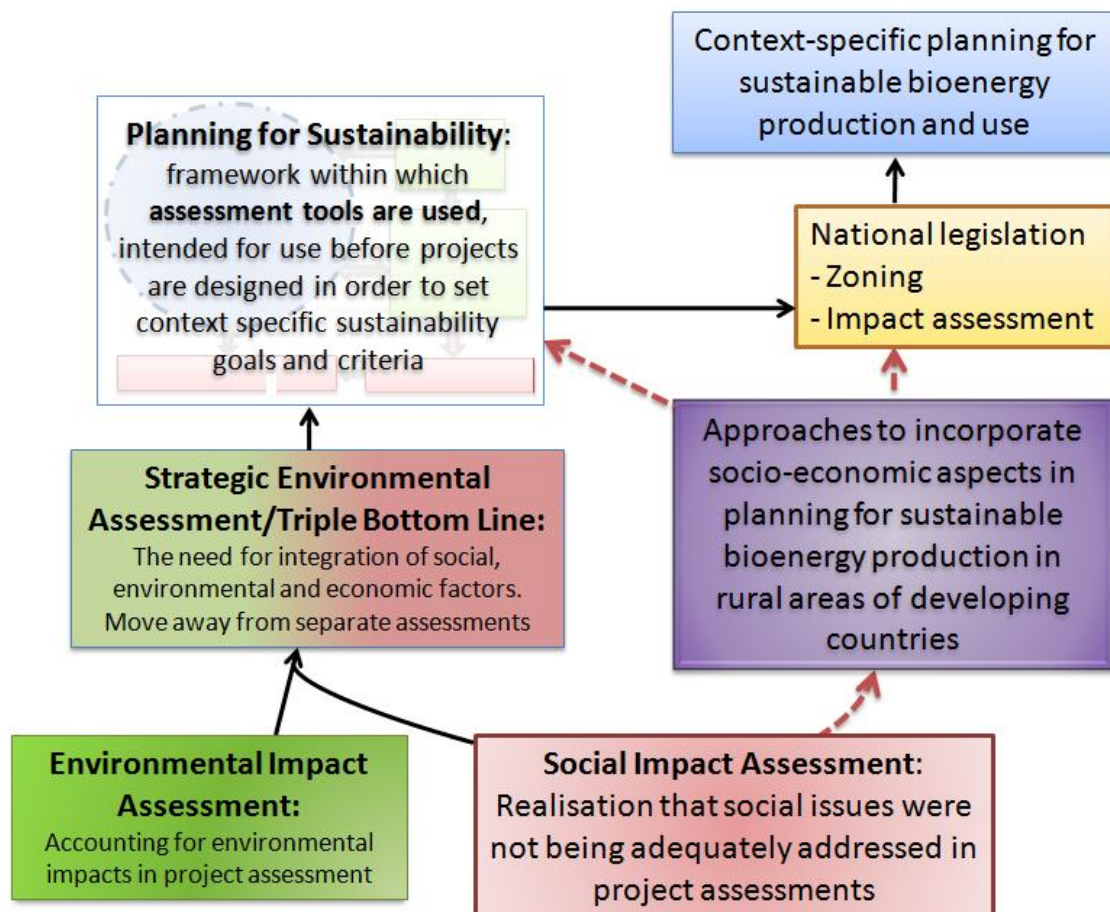 Context-specific planning for
sustainable bioenergy
production and use
Planning for Sustainability:
framework within which
assessment tools are used,
intended for use before projects
are designed in order to set
context specific sustainability
goals and criteria
National legislation
- Zoning
- Impact assessment
Strategic Environmental
Assessment/Triple Bottom Line:
The need for integration of social,
environmental and economic factors.
Move away from separate assessments
Approaches to incorporate
socio-economic aspects in
planning for sustainable
bioenergy production in
rural areas of developing
countries
Environmental Impact
Assessment:
Accounting for environmental
impacts in project assessment
Social Impact Assessment:
Realisation that social issues were
not being adequately addressed in
project assessments